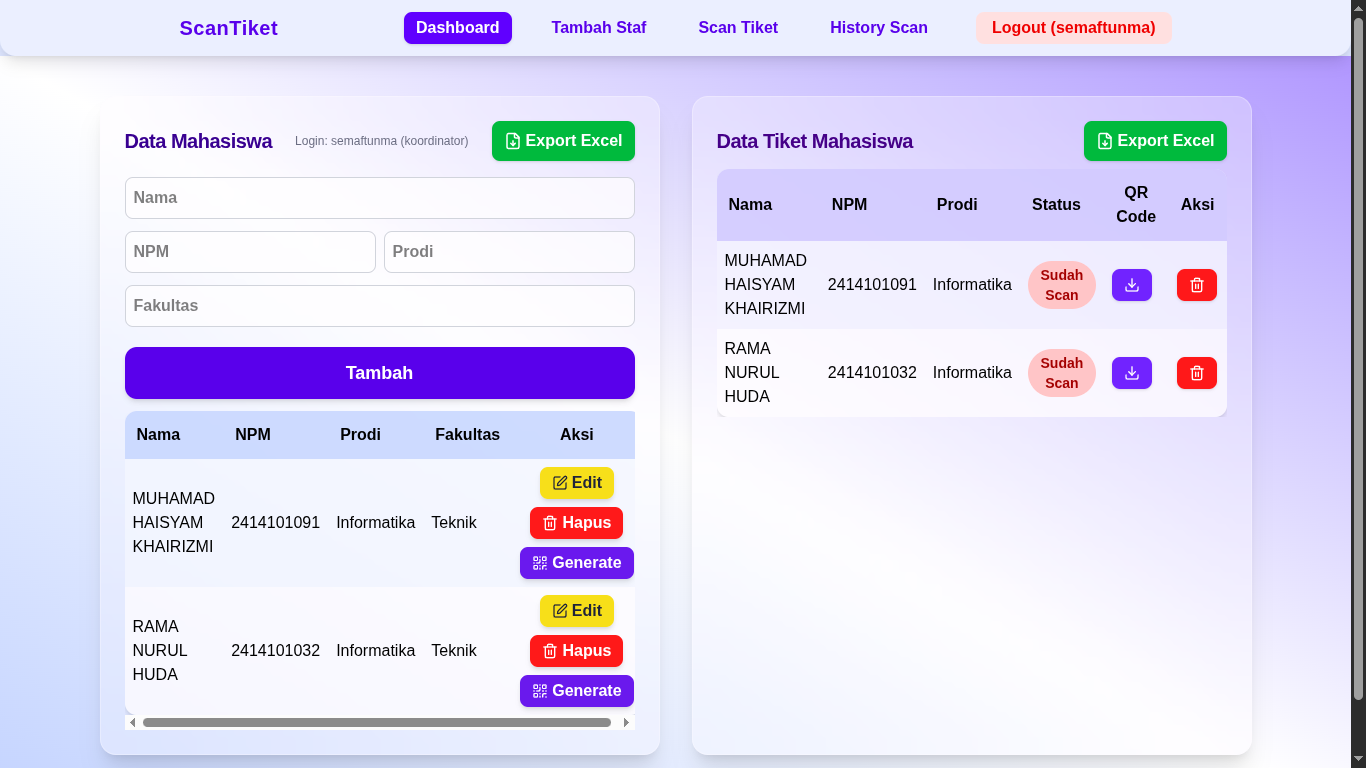 ScanTiket
Dashboard
Tambah Staf
Scan Tiket
History Scan
Logout (semaftunma)
Data Mahasiswa
Login: semaftunma (koordinator)
Export Excel
Nama
NPM
Prodi
Fakultas
Tambah
Nama NPM Prodi Fakultas Aksi
MUHAMAD
HAISYAM
KHAIRIZMI
2414101091
Informatika
Teknik
Edit
Hapus
Generate
RAMA
NURUL
HUDA
2414101032
Informatika
Teknik
Edit
Hapus
Generate
Data Tiket Mahasiswa
Export Excel
Nama
NPM
Prodi
Status
QR
Code
Aksi
MUHAMAD
HAISYAM
KHAIRIZMI
2414101091
Informatika
Sudah
Scan
RAMA
NURUL
HUDA
2414101032
Informatika
Sudah
Scan